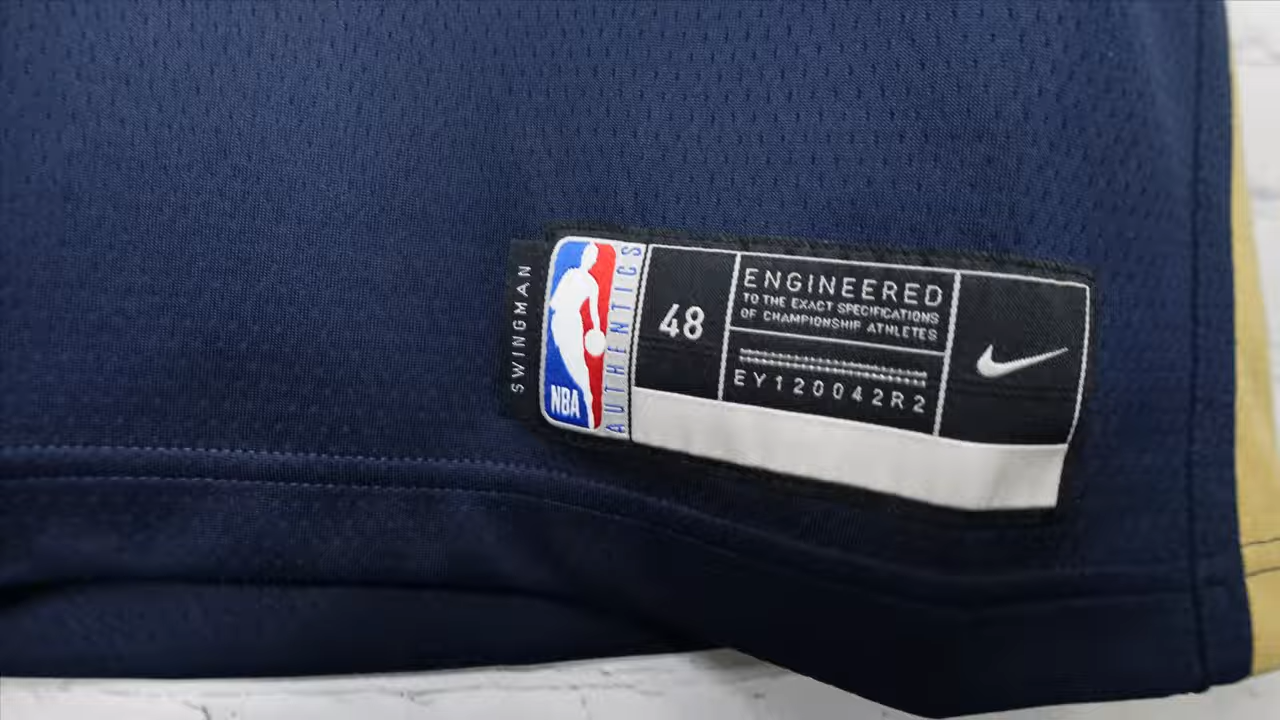 SWINGMAN
NBA
AUTHENTICS
48
ENGINEERED
TO THE EXACT SPECIFICATIONS
OF CHAMPIONSHIP ATHLETES
EY120042R2